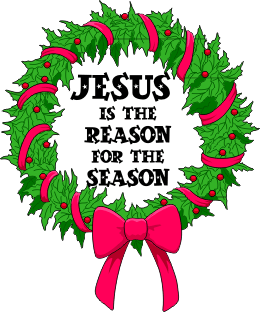 JESUS
IS THE
REASON
FOR THE
SEASON